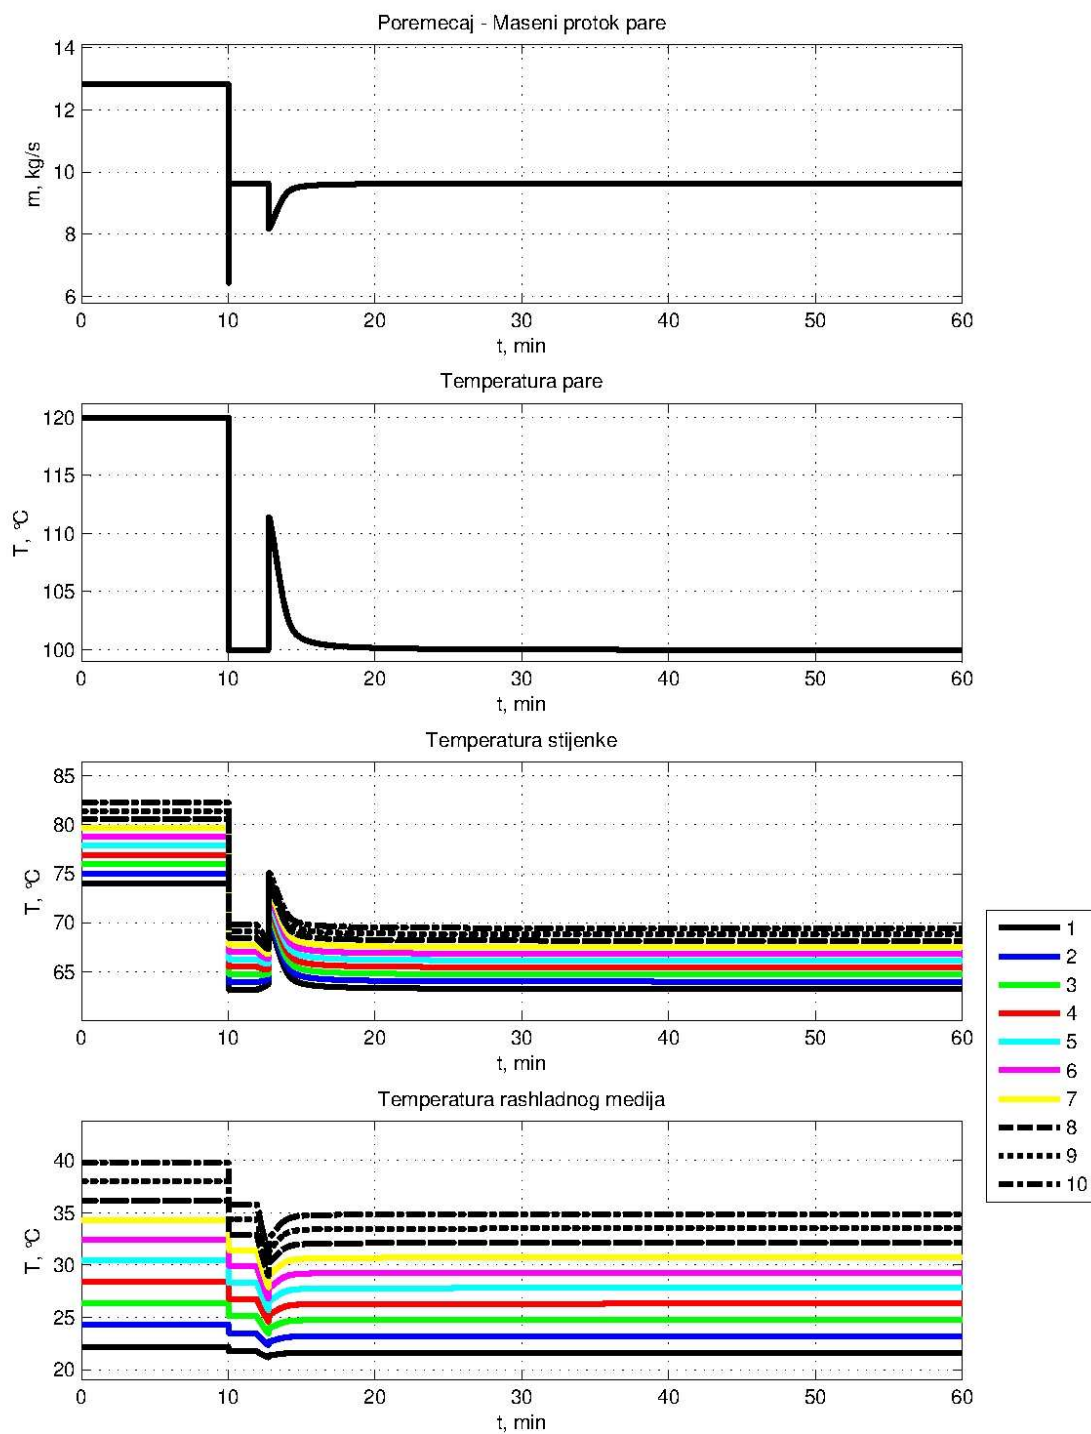 Poremecaj - Maseni protok pare
14
12
10
8
6
m, kg/s
0 10 20 30 40 50 60
t, min
Temperatura pare
120
115
110
105
100
T, °C
0 10 20 30 40 50 60
t, min
Temperatura stijenke
85
80
75
70
65
T, °C
0 10 20 30 40 50 60
t, min
Temperatura rashladnog medija
40
35
30
25
20
T, °C
0 10 20 30 40 50 60
t, min
1
2
3
4
5
6
7
8
9
10